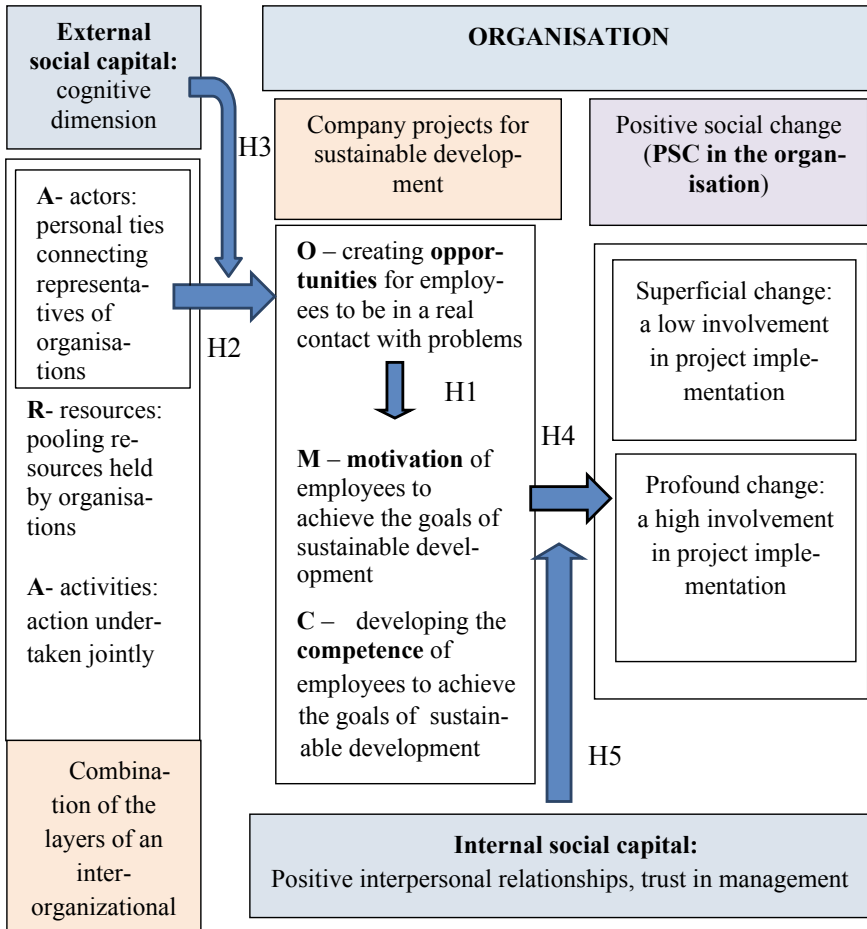 External
social capital:
cognitive
dimension
ORGANISATION
H3
Company projects for
sustainable develop-
ment
Positive social change
(PSC in the organ-
isation)
A- actors:
personal ties
connecting
representa-
tives of
organisa-
tions
H2
R- resources:
pooling re-
sources held
by organisa-
tions
A- activities:
action under-
taken jointly
Combina-
tion of the
layers of an
inter-
organizational
O – creating oppor-
tunities for employ-
ees to be in a real
contact with problems
H1
M – motivation of
employees to
achieve the goals of
sustainable devel-
opment
C – developing the
competence of
employees to achieve
the goals of sustain-
able development
H4
Superficial change:
a low involvement
in project imple-
mentation
Profound change:
a high involvement
in project imple-
mentation
H5
Internal social capital:
Positive interpersonal relationships, trust in management